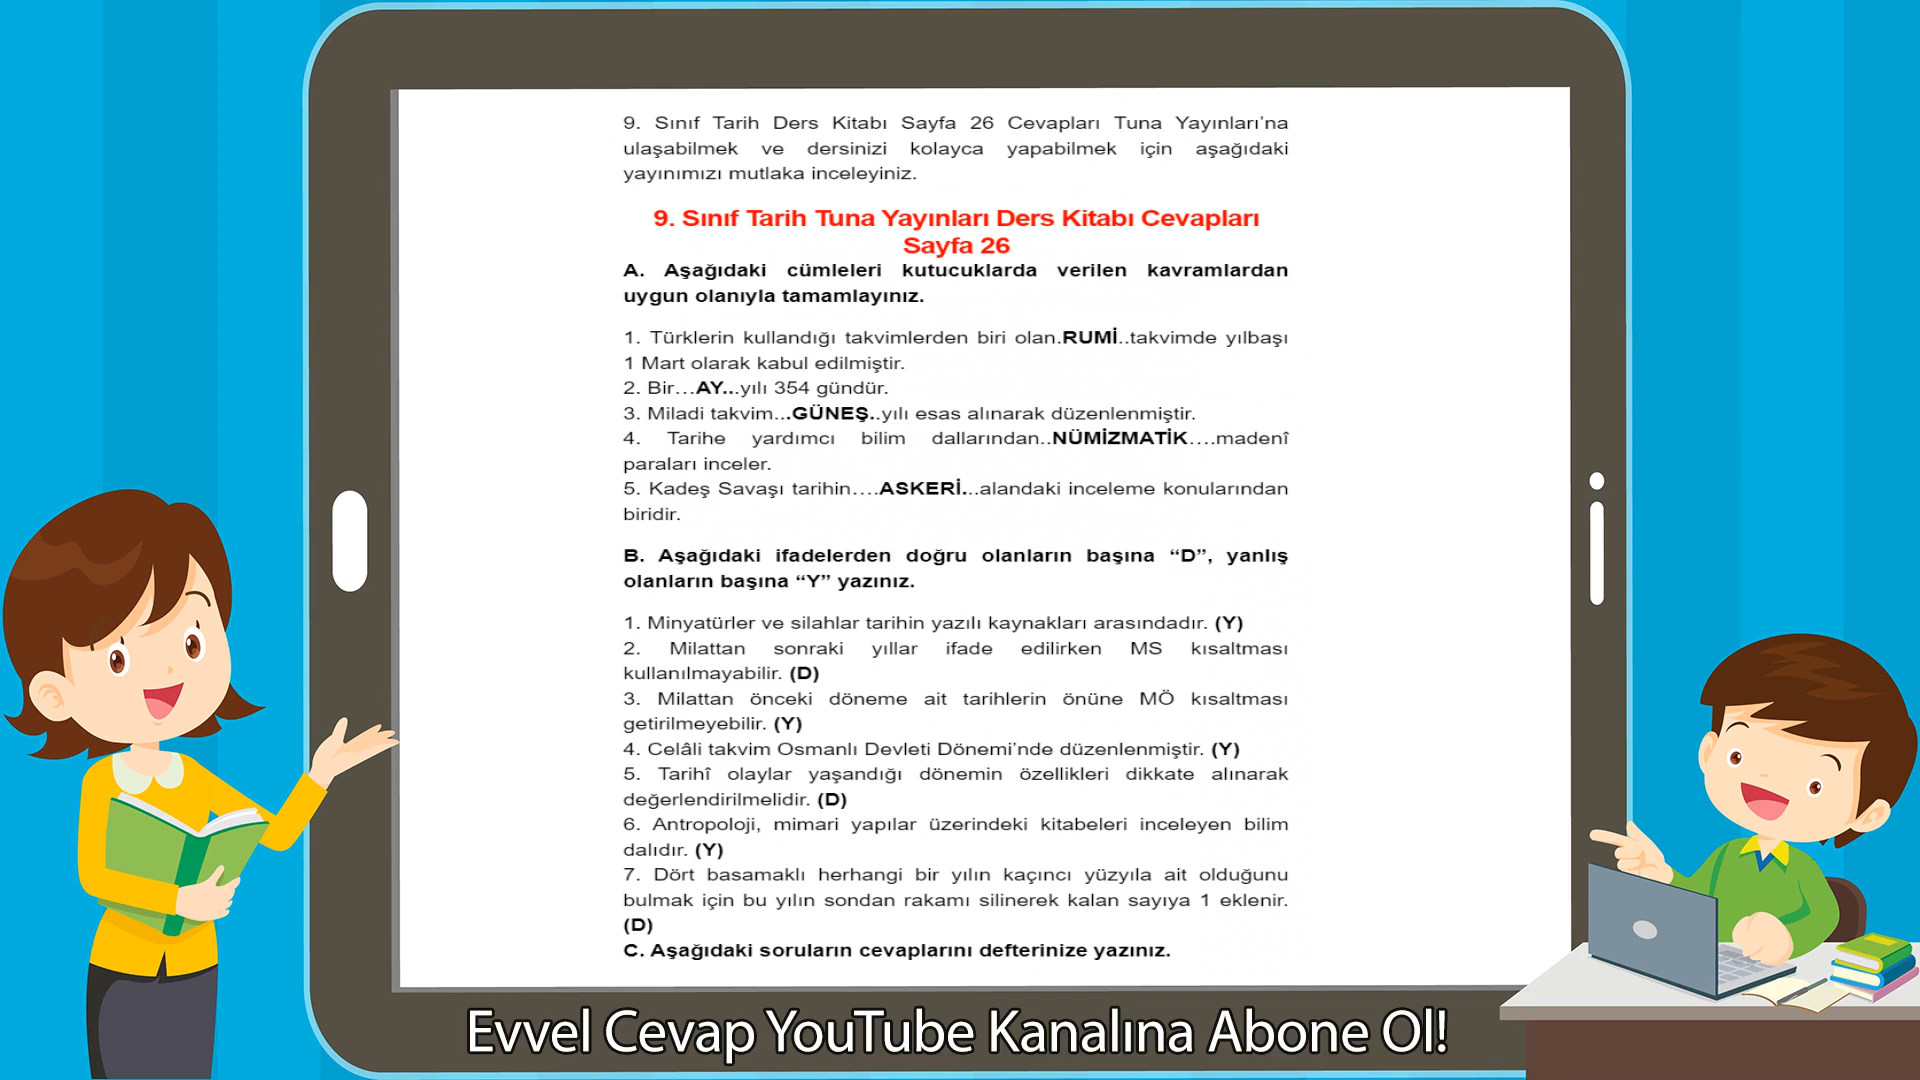 9. Sınıf Tarih Ders Kitabı Sayfa 26 Cevapları Tuna Yayınları’na
ulaşabilmek ve dersinizi kolayca yapabilmek için aşağıdaki
yayınımızı mutlaka inceleyiniz.
9. Sınıf Tarih Tuna Yayınları Ders Kitabı Cevapları
Sayfa 26
A. Aşağıdaki cümleleri kutucuklarda verilen kavramlardan
uygun olanıyla tamamlayınız.
1. Türklerin kullandığı takvimlerden biri olan.RUMİ..takvimde yılbaşı
1 Mart olarak kabul edilmiştir.
2. Bir…AY...yılı 354 gündür.
3. Miladi takvim...GÜNEŞ..yılı esas alınarak düzenlenmiştir.
4. Tarihe yardımcı bilim dallarından..NÜMİZMATİK….madenî
paraları inceler.
5. Kadeş Savaşı tarihin….ASKERİ...alandaki inceleme konularından
biridir.
B. Aşağıdaki ifadelerden doğru olanların başına “D”, yanlış
olanların başına “Y” yazınız.
1. Minyatürler ve silahlar tarihin yazılı kaynakları arasındadır. (Y)
2. Milattan sonraki yıllar ifade edilirken MS kısaltması
kullanılmayabilir. (D)
3. Milattan önceki döneme ait tarihlerin önüne MÖ kısaltması
getirilmeyebilir. (Y)
4. Celâli takvim Osmanlı Devleti Dönemi’nde düzenlenmiştir. (Y)
5. Tarihî olaylar yaşandığı dönemin özellikleri dikkate alınarak
değerlendirilmelidir. (D)
6. Antropoloji, mimari yapılar üzerindeki kitabeleri inceleyen bilim
dalıdır. (Y)
7. Dört basamaklı herhangi bir yılın kaçıncı yüzyıla ait olduğunu
bulmak için bu yılın sondan rakamı silinerek kalan sayıya 1 eklenir.
(D)
C. Aşağıdaki soruların cevaplarını defterinize yazınız.
Evvel Cevap YouTube Kanalına Abone Ol!